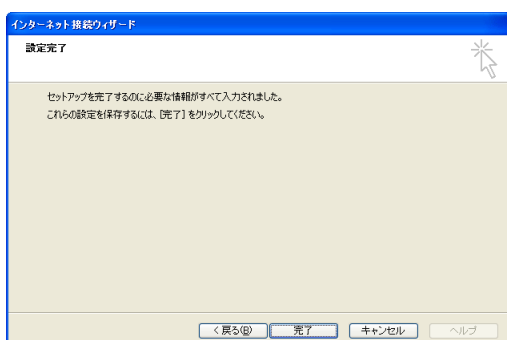 インターネット接続ウィザード
設定完了
セットアップを完了するのに必要な情報がすべて入力されました。
これらの設定を保存するには、[完了] をクリックしてください。
< 戻る(B)
完了
キャンセル
ヘルプ